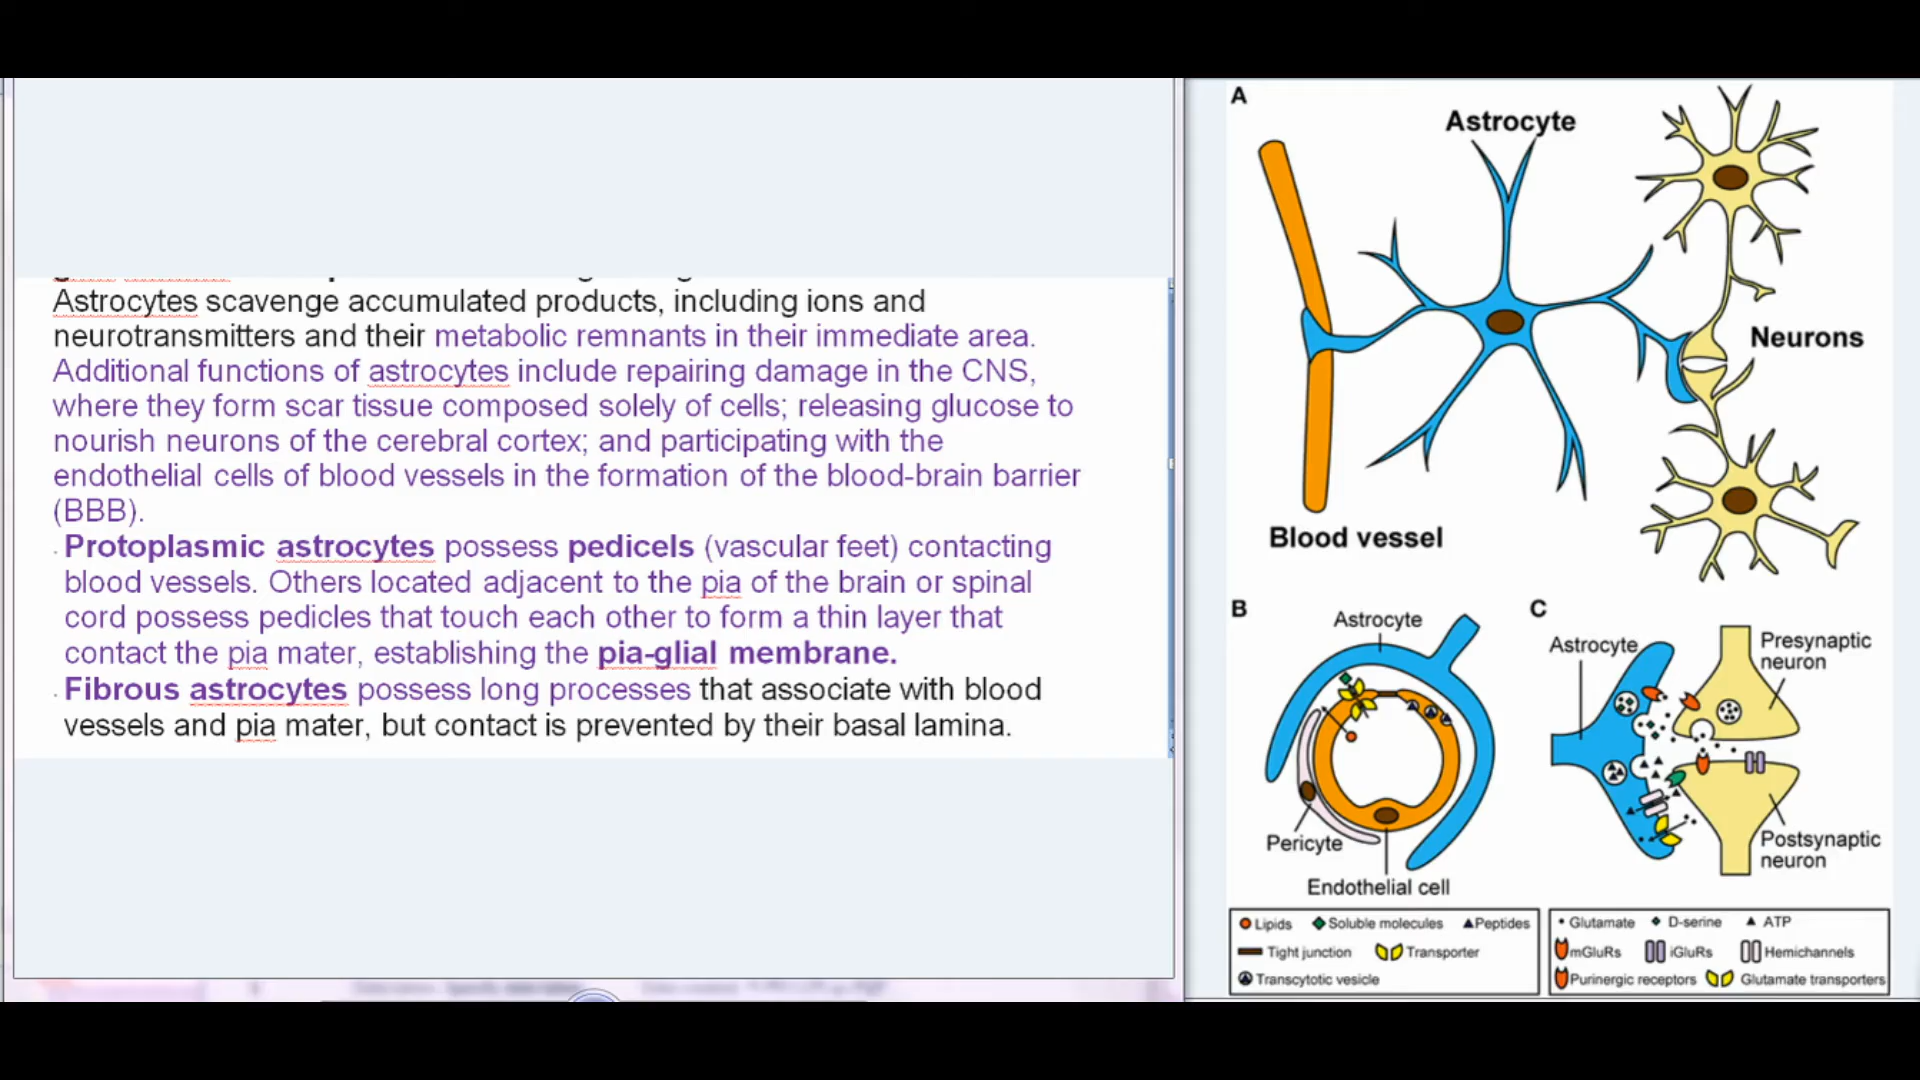 Astrocytes scavenge accumulated products, including ions and
neurotransmitters and their metabolic remnants in their immediate area.
Additional functions of astrocytes include repairing damage in the CNS,
where they form scar tissue composed solely of cells; releasing glucose to
nourish neurons of the cerebral cortex; and participating with the
endothelial cells of blood vessels in the formation of the blood-brain barrier
(BBB).
Protoplasmic astrocytes possess pedicels (vascular feet) contacting
blood vessels. Others located adjacent to the pia of the brain or spinal
cord possess pedicles that touch each other to form a thin layer that
contact the pia mater, establishing the pia-glial membrane.
Fibrous astrocytes possess long processes that associate with blood
vessels and pia mater, but contact is prevented by their basal lamina.
A
Astrocyte
Neurons
Blood vessel
B
Astrocyte
Pericyte
Endothelial cell
Lipids Soluble molecules Peptides
Tight junction Transporter
Transcytotic vesicle
C
Astrocyte
Presynaptic
neuron
Postsynaptic
neuron
Glutamate D-serine ATP
mGluRs iGluRs Hemichannels
Purinergic receptors Glutamate transporters